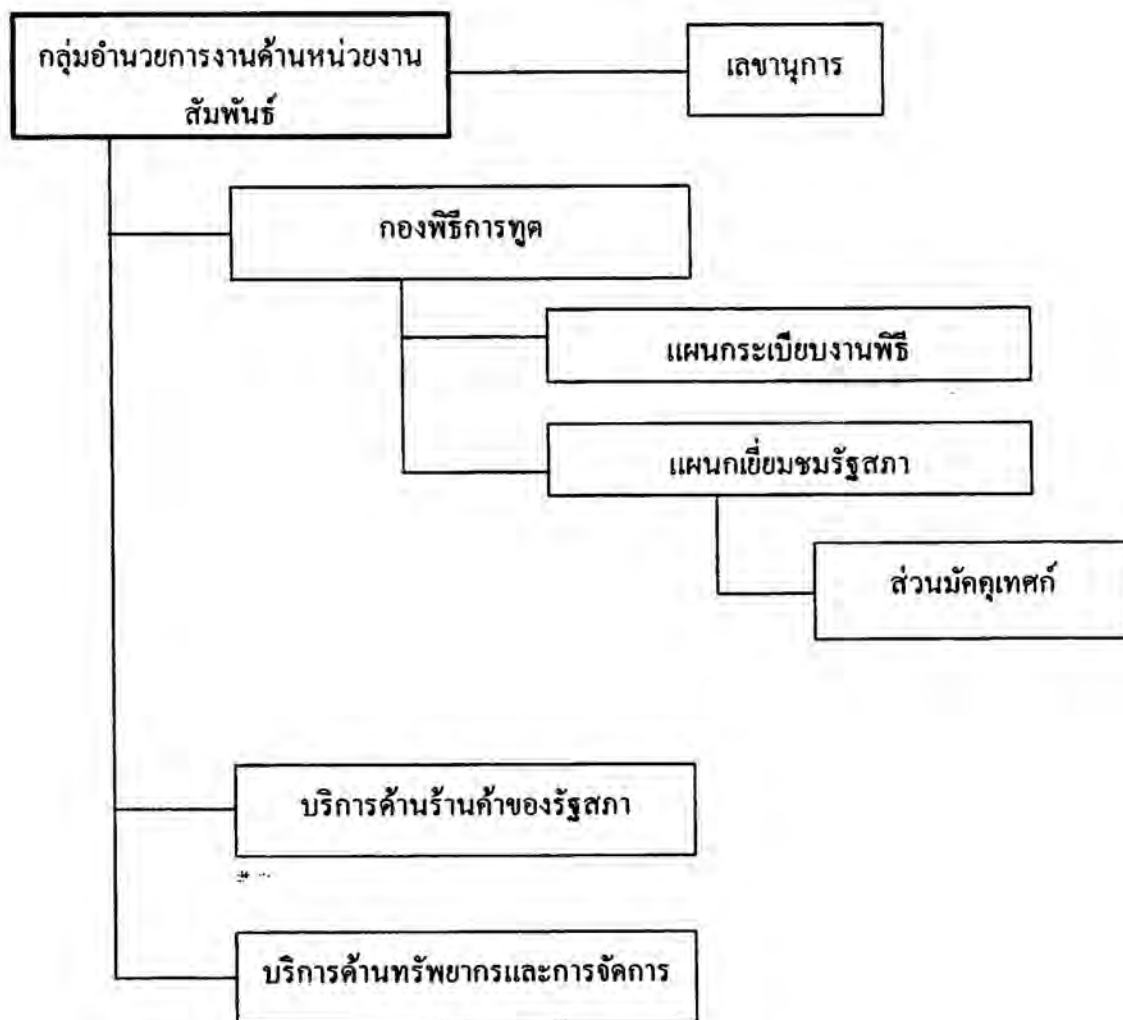 กลุ่มอำนวยการงานด้านหน่วยงาน
สัมพันธ์
เลขานุการ
กองพิธีการทูต
แผนกระเบียบงานพิธี
แผนกเยี่ยมชมรัฐสภา
ส่วนมัคคุเทศก์
บริการด้านร้านค้าของรัฐสภา
บริการด้านทรัพยากรและการจัดการ